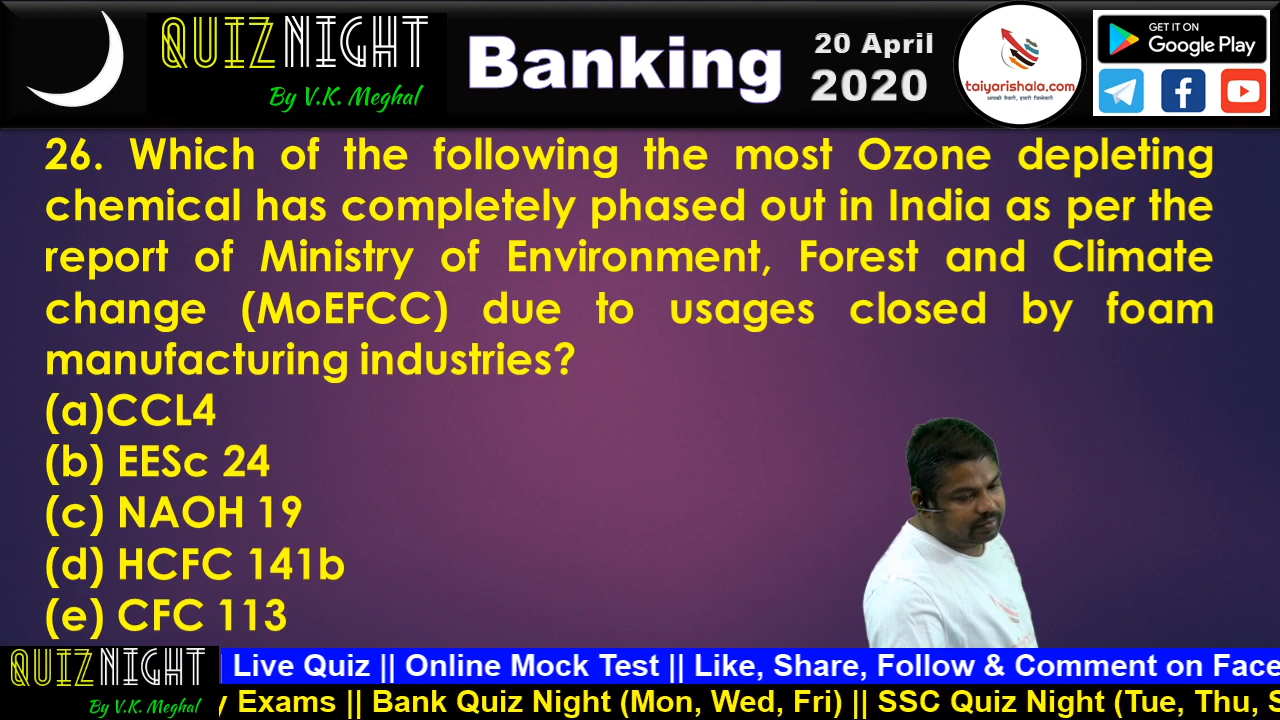 QUIZ NIGHT
By V.K. Meghal
Banking
20 April
2020
taiyarishala.com
आपकी तैयारी, हमारी जिम्मेदारी
GET IT ON
Google Play
26. Which of the following the most Ozone depleting
chemical has completely phased out in India as per the
report of Ministry of Environment, Forest and Climate
change (MoEFCC) due to usages closed by foam
manufacturing industries?
(a)CCL4
(b) EESc 24
(c) NAOH 19
(d) HCFC 141b
(e) CFC 113
QUIZ NIGHT
By V.K. Meghal
Live Quiz || Online Mock Test || Like, Share, Follow & Comment on Face
y Exams || Bank Quiz Night (Mon, Wed, Fri) || SSC Quiz Night (Tue, Thu, S